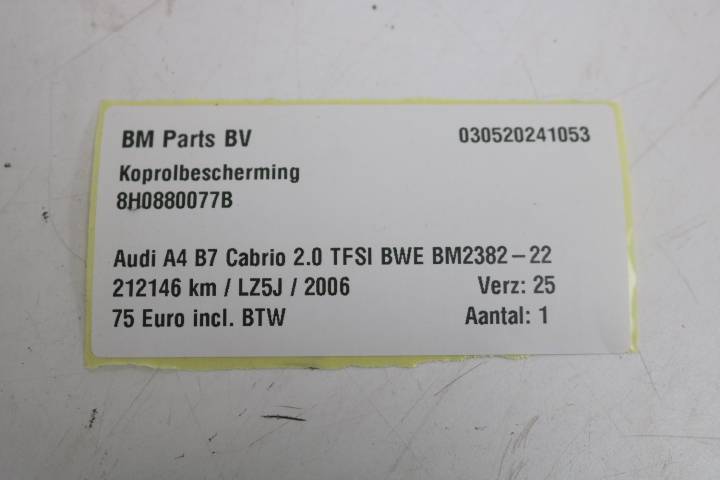 BM Parts BV 030520241053
Koprolbescherming
8H0880077B
Audi A4 B7 Cabrio 2.0 TFSI BWE BM2382-22
212146 km / LZ5J / 2006 Verz: 25
75 Euro incl. BTW Aantal: 1